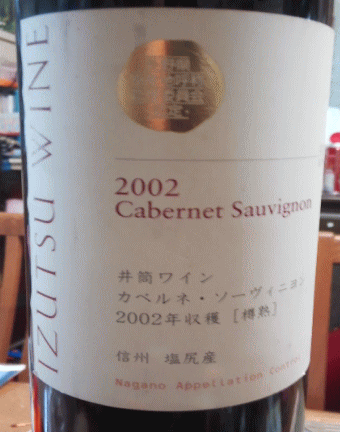 IZUTSU WINE
2002
Cabernet Sauvignon
井筒ワイン
カベルネ・ソーヴィニヨン
2002年収穫 [樽熟]
信州 塩尻産
Nagano Appellation